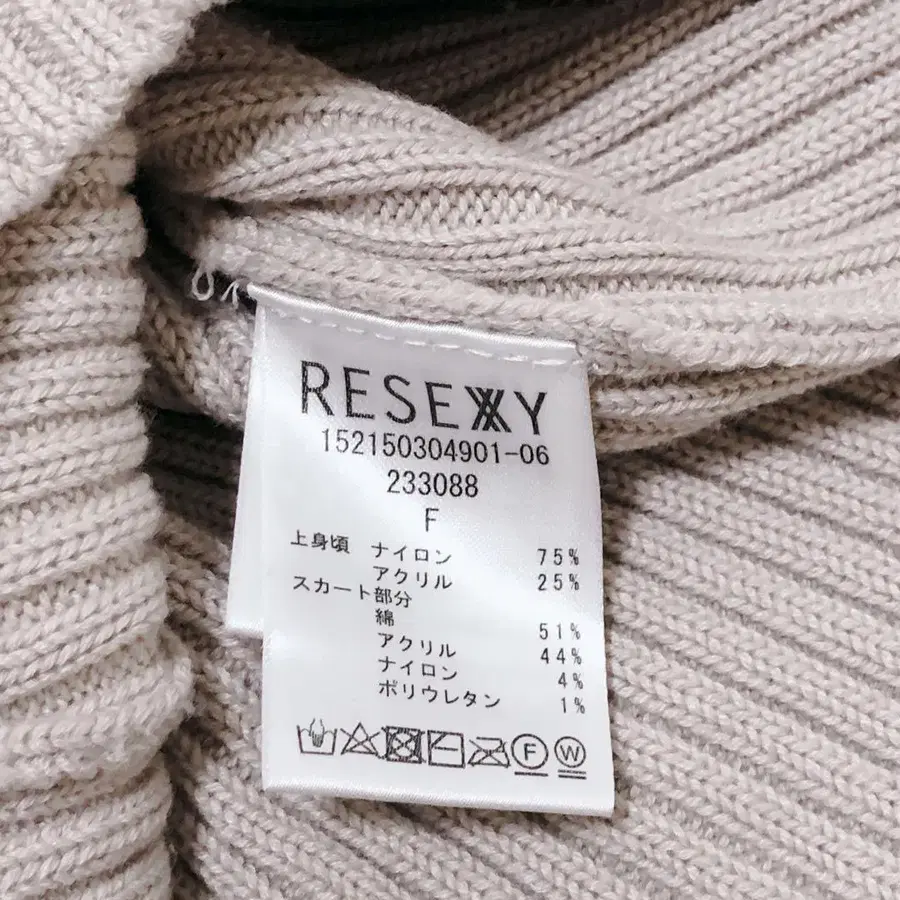 RESEXXY
152150304901-06
233088
F
上身頃 ナイロン 75%
アクリル 25%
スカート部分
綿 51%
アクリル 44%
ナイロン 4%
ポリウレタン 1%
F W